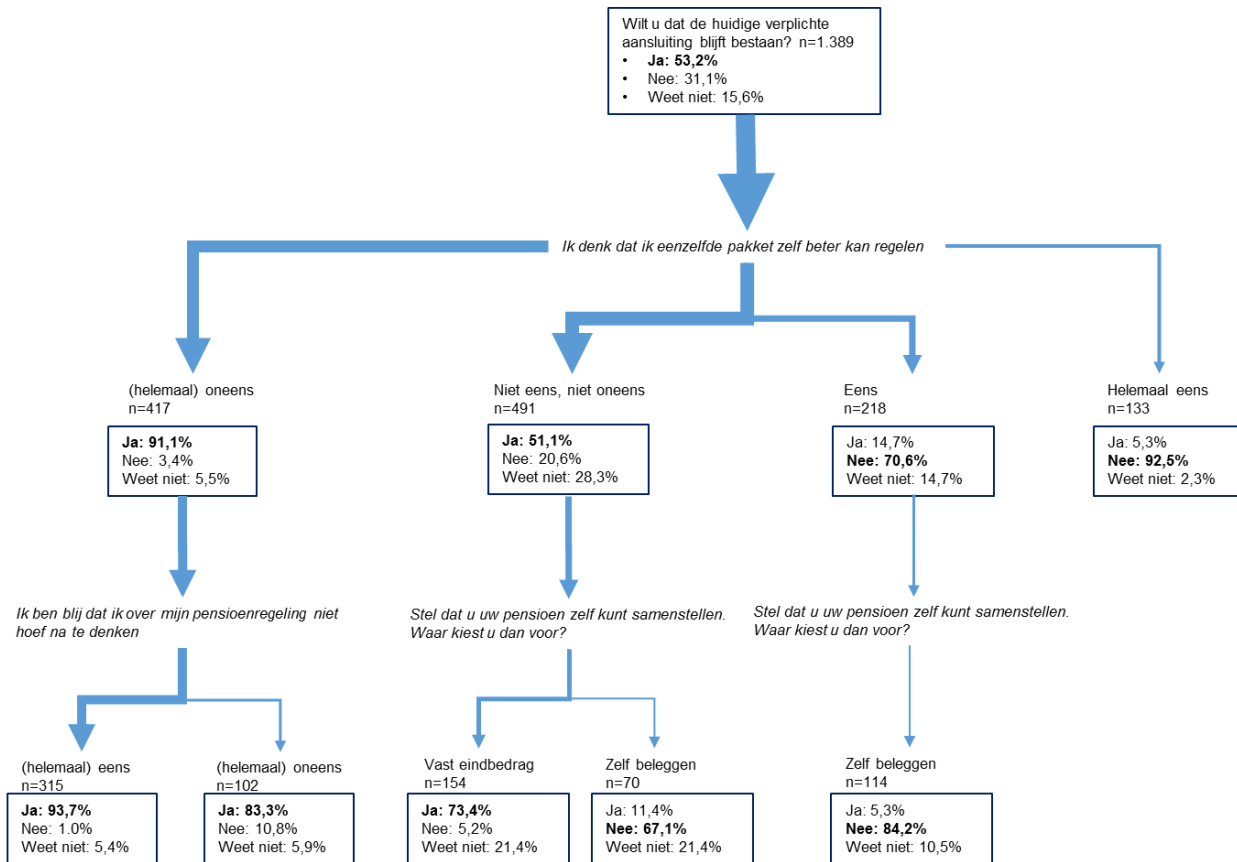 Wilt u dat de huidige verplichte
aansluiting blijft bestaan? n=1.389
• Ja: 53,2%
• Nee: 31,1%
• Weet niet: 15,6%
Ik denk dat ik eenzelfde pakket zelf beter kan regelen
(helemaal) oneens
n=417
Ja: 91,1%
Nee: 3,4%
Weet niet: 5,5%
Niet eens, niet oneens
n=491
Ja: 51,1%
Nee: 20,6%
Weet niet: 28,3%
Eens
n=218
Ja: 14,7%
Nee: 70,6%
Weet niet: 14,7%
Helemaal eens
n=133
Ja: 5,3%
Nee: 92,5%
Weet niet: 2,3%
Ik ben blij dat ik over mijn pensioenregeling niet
hoef na te denken
Stel dat u uw pensioen zelf kunt samenstellen.
Waar kiest u dan voor?
Stel dat u uw pensioen zelf kunt samenstellen.
Waar kiest u dan voor?
(helemaal) eens
n=315
Ja: 93,7%
Nee: 1.0%
Weet niet: 5,4%
(helemaal) oneens
n=102
Ja: 83,3%
Nee: 10,8%
Weet niet: 5,9%
Vast eindbedrag
n=154
Ja: 73,4%
Nee: 5,2%
Weet niet: 21,4%
Zelf beleggen
n=70
Ja: 11,4%
Nee: 67,1%
Weet niet: 21,4%
Zelf beleggen
n=114
Ja: 5,3%
Nee: 84,2%
Weet niet: 10,5%